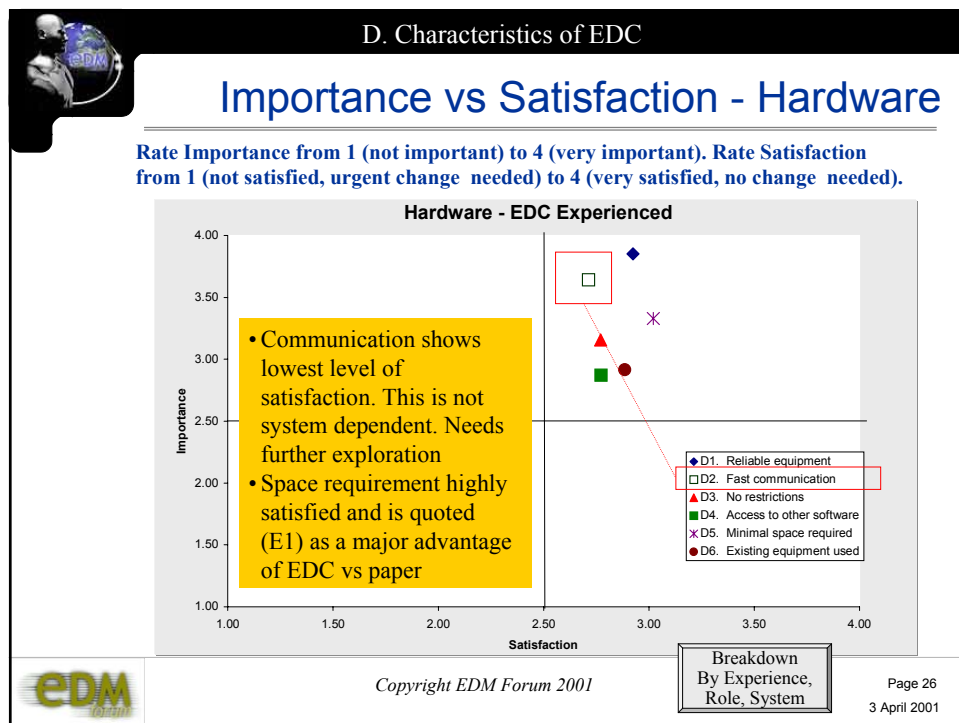 D. Characteristics of EDC
eDM
Importance vs Satisfaction - Hardware
Rate Importance from 1 (not important) to 4 (very important). Rate Satisfaction
from 1 (not satisfied, urgent change needed) to 4 (very satisfied, no change needed).
Hardware - EDC Experienced
4.00
3.50
3.00
2.50
2.00
1.50
1.00
Importance
• Communication shows
lowest level of
satisfaction. This is not
system dependent. Needs
further exploration
• Space requirement highly
satisfied and is quoted
(E1) as a major advantage
of EDC vs paper
D1. Reliable equipment
D2. Fast communication
D3. No restrictions
D4. Access to other software
D5. Minimal space required
D6. Existing equipment used
1.00 1.50 2.00 2.50 3.00 3.50 4.00
Satisfaction
eDM
forum
Copyright EDM Forum 2001
Breakdown
By Experience,
Role, System
Page 26
3 April 2001